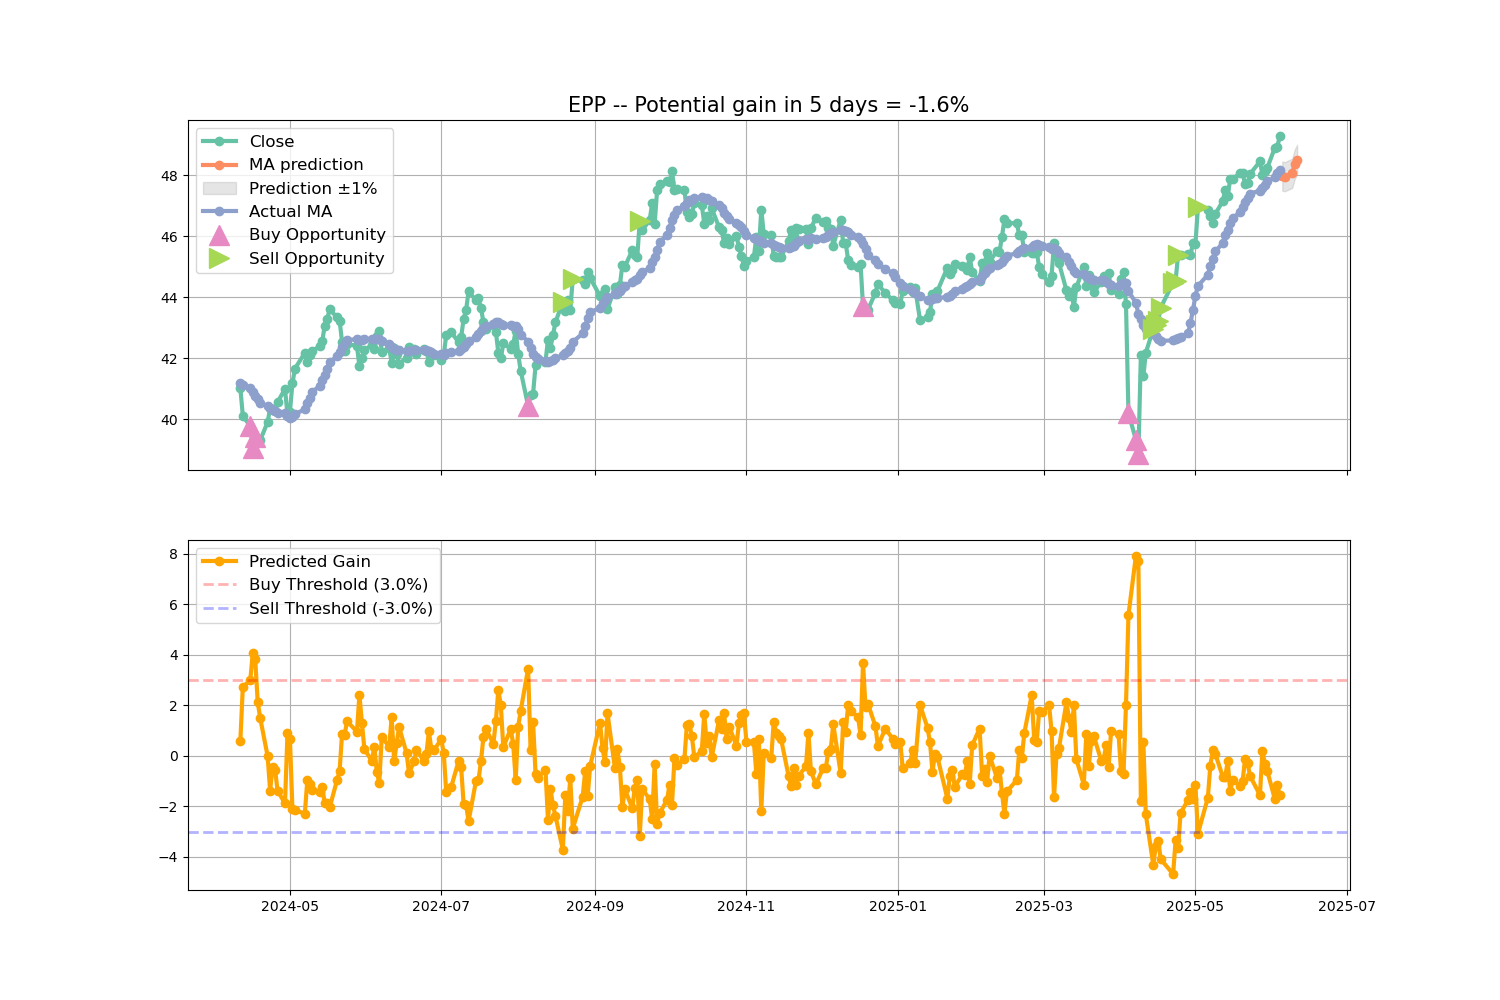 EPP -- Potential gain in 5 days = -1.6%
Close
MA prediction
Prediction ±1%
Actual MA
Buy Opportunity
Sell Opportunity
48
46
44
42
40
Predicted Gain
Buy Threshold (3.0%)
Sell Threshold (-3.0%)
8
6
4
2
0
−2
−4
2024-05 2024-07 2024-09 2024-11 2025-01 2025-03 2025-05 2025-07